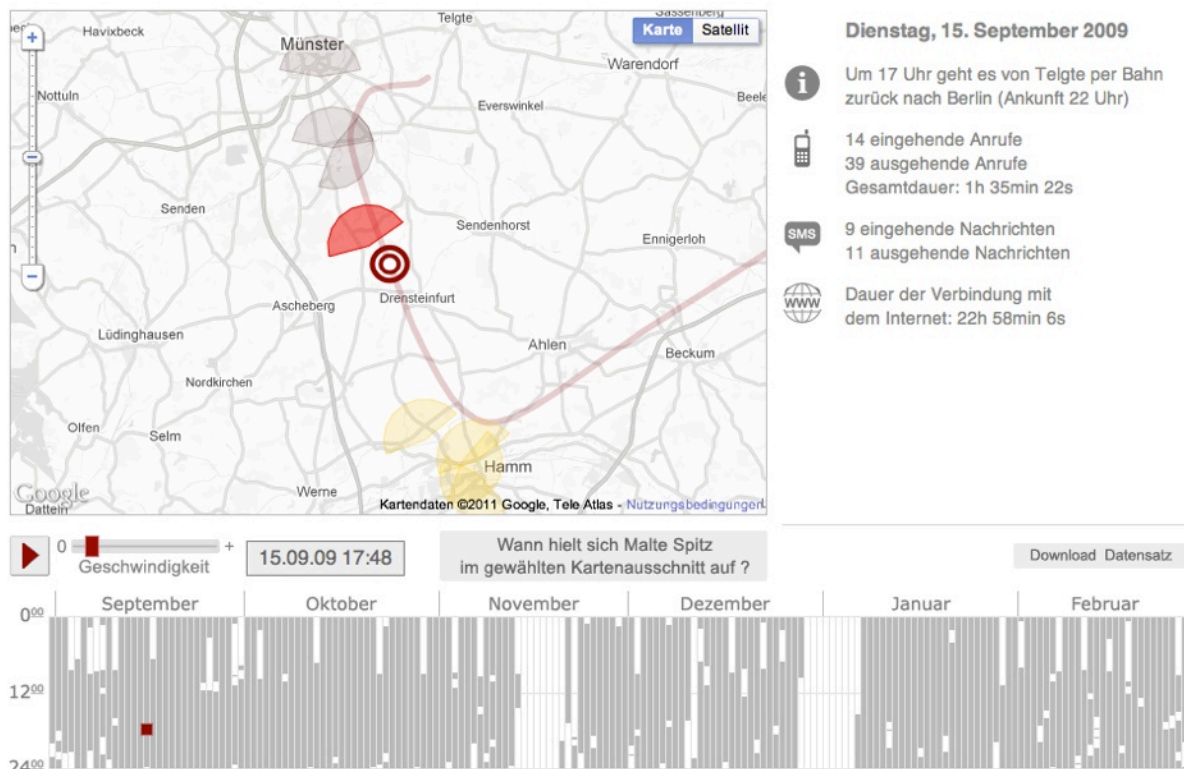 Telgte
Sassenberg
Havixbeck
Karte Satellit
Münster
Warendorf
Nottuln
Everswinkel
Beele
Senden
Sendenhorst
Ennigerloh
Ascheberg
Drensteinfurt
Lüdinghausen
Ahlen
Beckum
Nordkirchen
Olfen
Selm
Hamm
Werne
Google
Datteln
Kartendaten ©2011 Google, Tele Atlas - Nutzungsbedingungen
Dienstag, 15. September 2009
i
Um 17 Uhr geht es von Telgte per Bahn
zurück nach Berlin (Ankunft 22 Uhr)
14 eingehende Anrufe
39 ausgehende Anrufe
Gesamtdauer: 1h 35min 22s
SMS
9 eingehende Nachrichten
11 ausgehende Nachrichten
WWW
Dauer der Verbindung mit
dem Internet: 22h 58min 6s
0 +
Geschwindigkeit
15.09.09 17:48
Wann hielt sich Malte Spitz
im gewählten Kartenausschnitt auf ?
Download Datensatz
September Oktober November Dezember Januar Februar
0⁰⁰
12⁰⁰
24⁰⁰